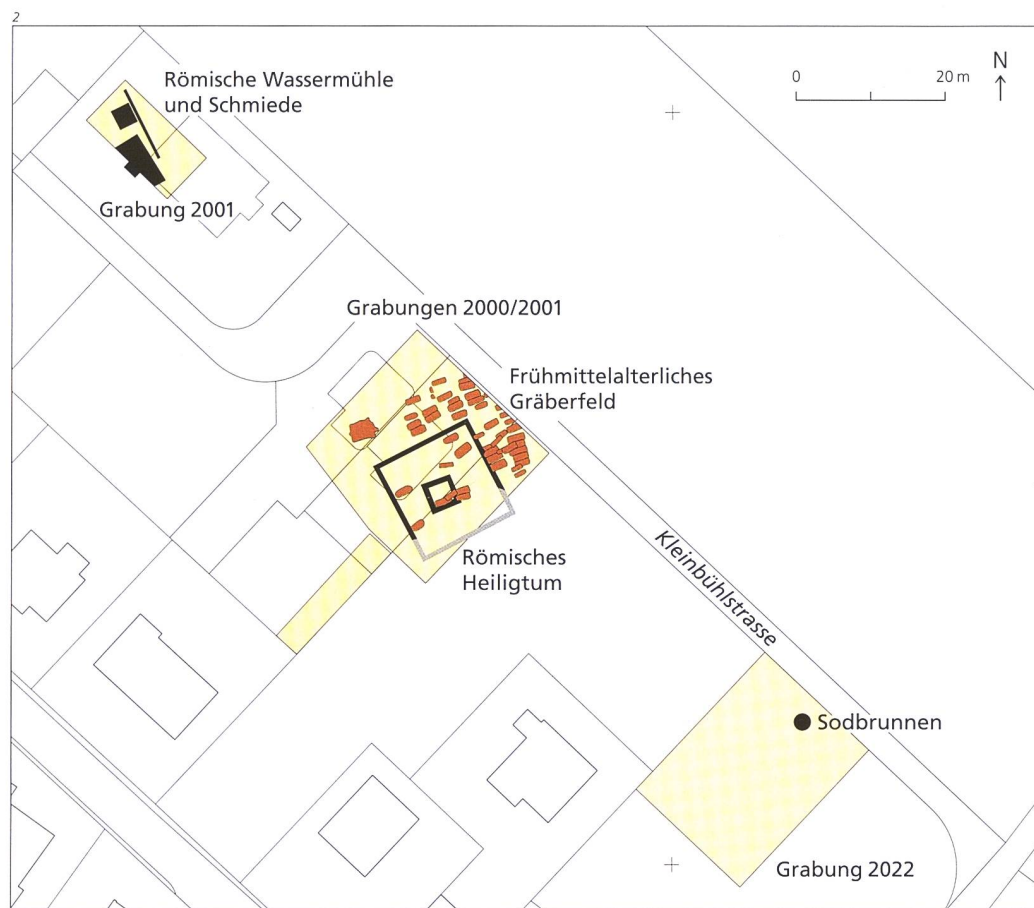 2
Römische Wassermühle
und Schmiede
0
20 m
N
Grabung 2001
Grabungen 2000/2001
Frühmittelalterliches
Gräberfeld
Römisches
Heiligtum
Kleinbühlstrasse
Sodbrunnen
Grabung 2022